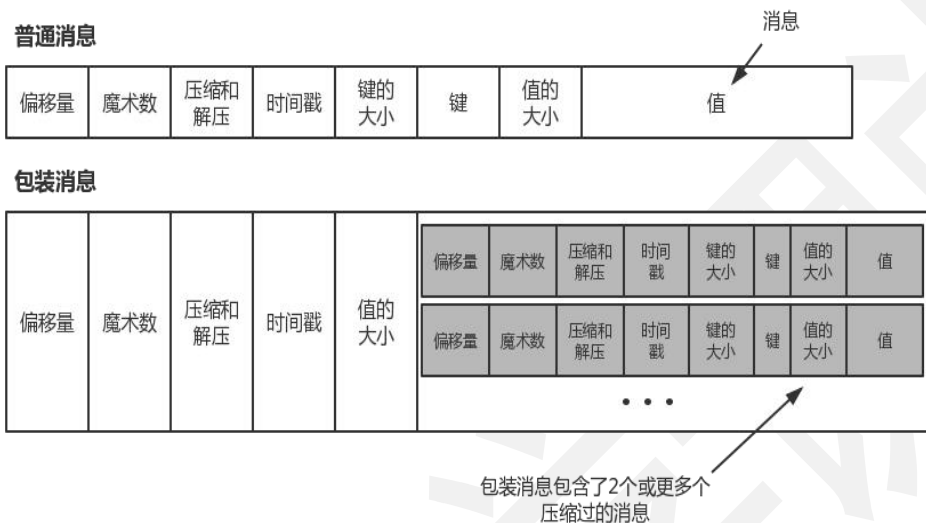 消息
普通消息
偏移量 魔术数 压缩和解压 时间戳 键的大小 键 值的大小 值
包装消息
偏移量 魔术数 压缩和解压 时间戳 值的大小
偏移量 魔术数 压缩和解压 时间戳 键的大小 键 值的大小 值
偏移量 魔术数 压缩和解压 时间戳 键的大小 键 值的大小 值
• • •
包装消息包含了2个或更多个
压缩过的消息